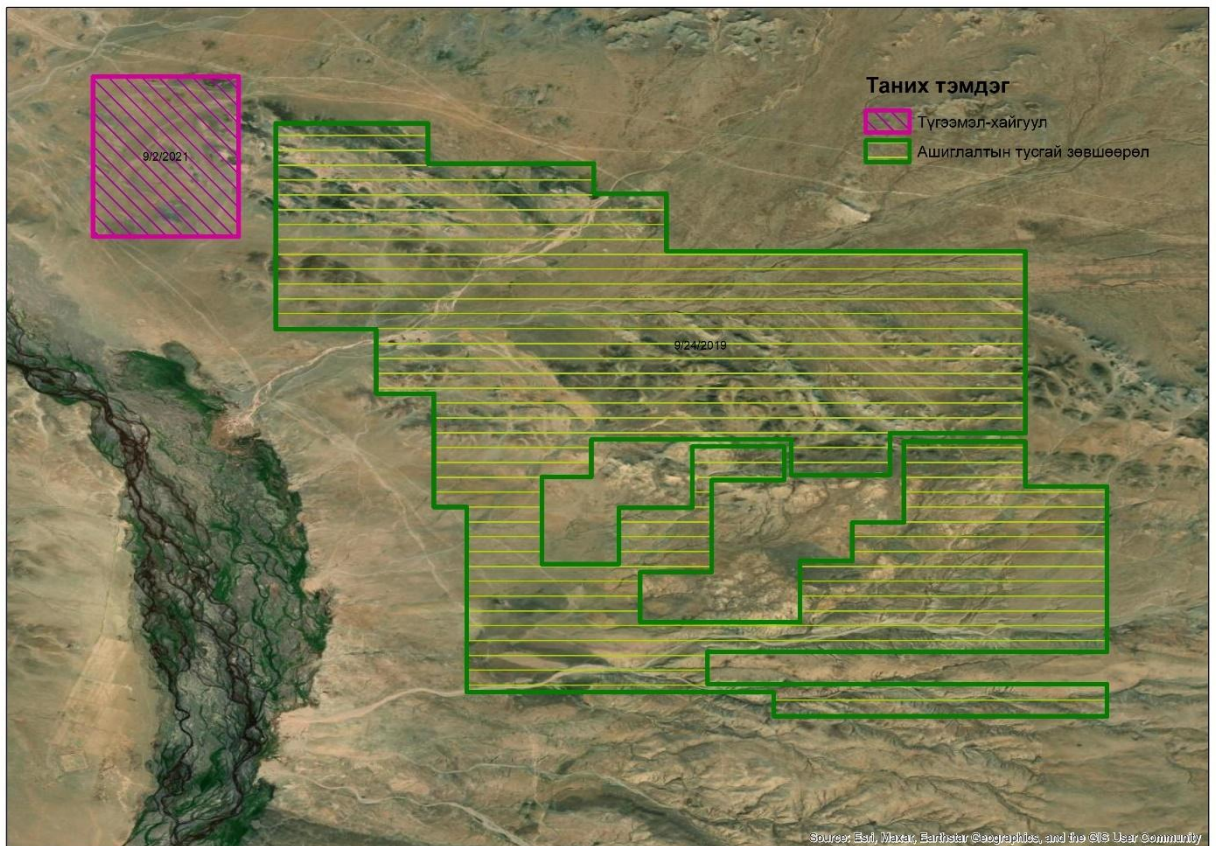 Таних тэмдэг
Түгээмэл-хайгуул
Ашиглалтын тусгай зөвшөөрөл
9/2/2021
9/24/2019
Source: Esri, Maxar, Earthstar Geographics, and the GIS User Community